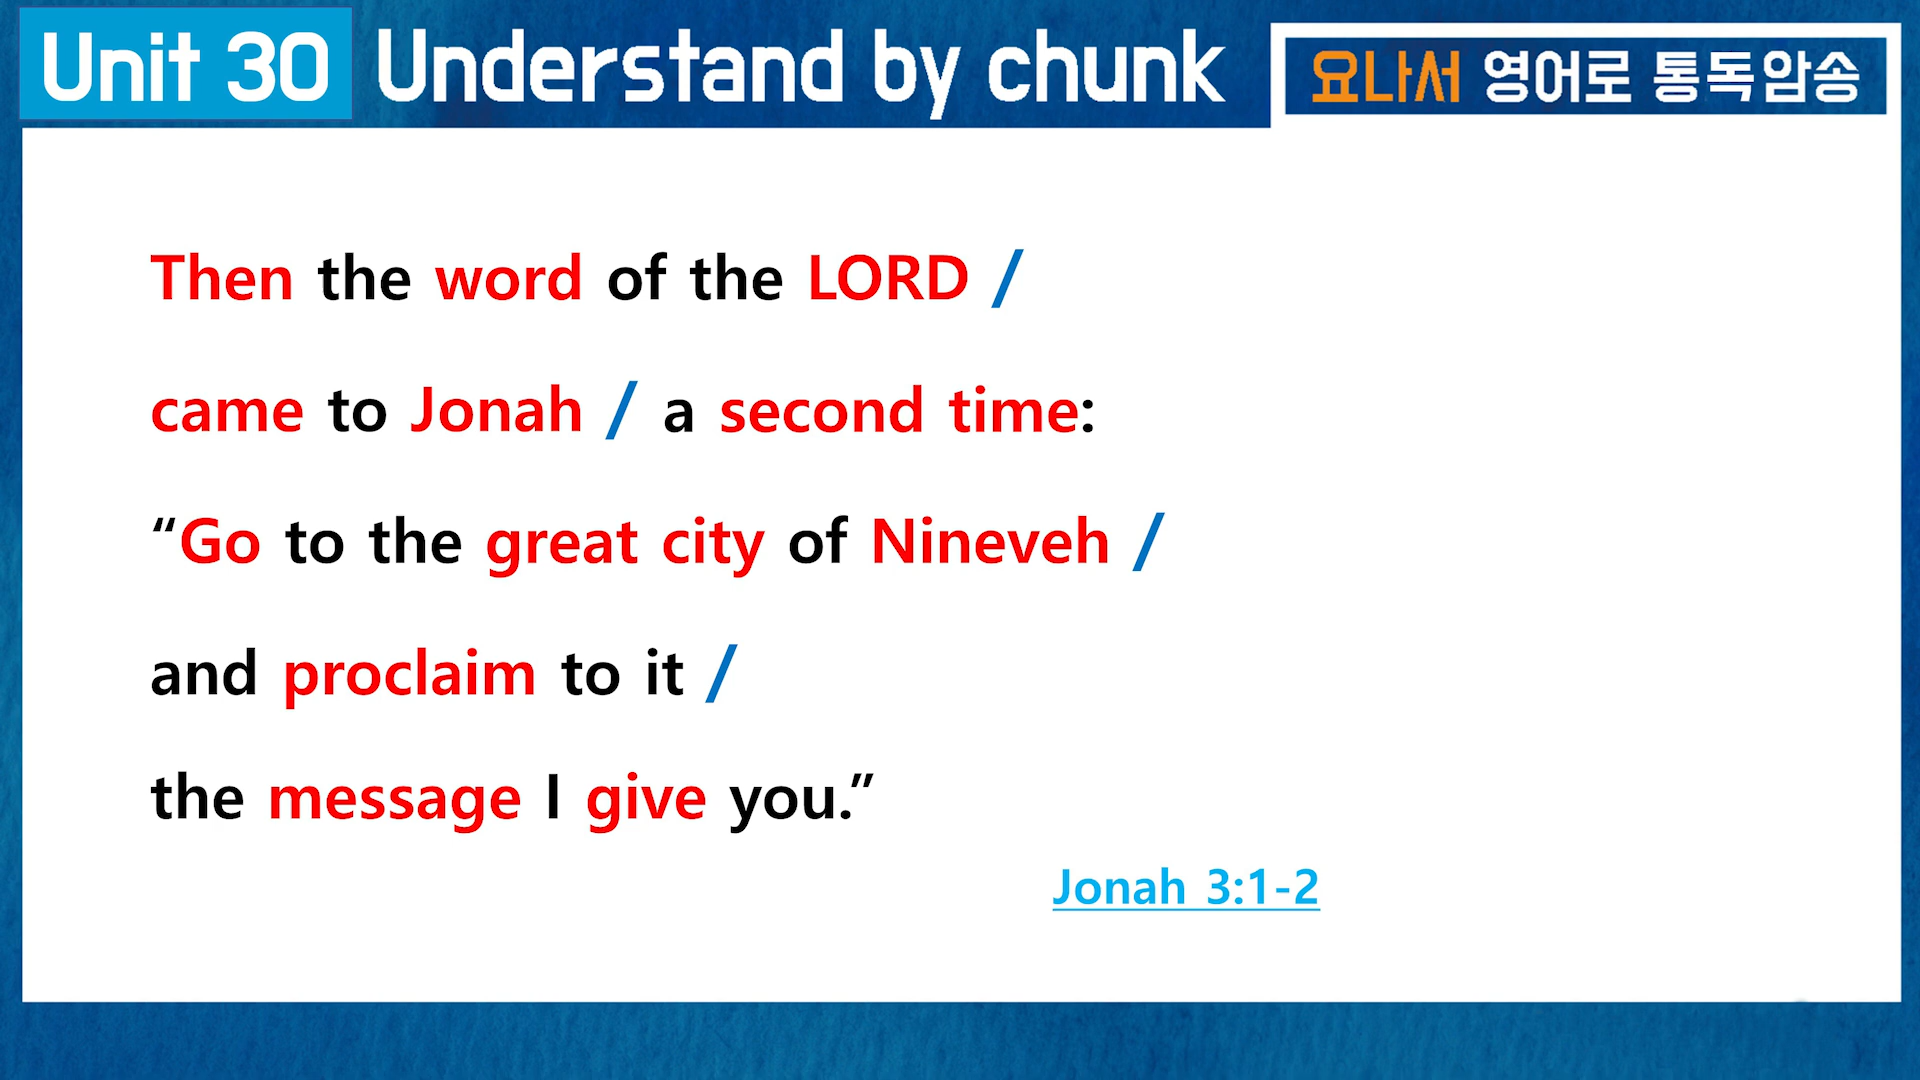 Unit 30 Understand by chunk
요나서 영어로 통독암송
Then the word of the LORD /
came to Jonah / a second time:
“Go to the great city of Nineveh /
and proclaim to it /
the message I give you.”
Jonah 3:1-2